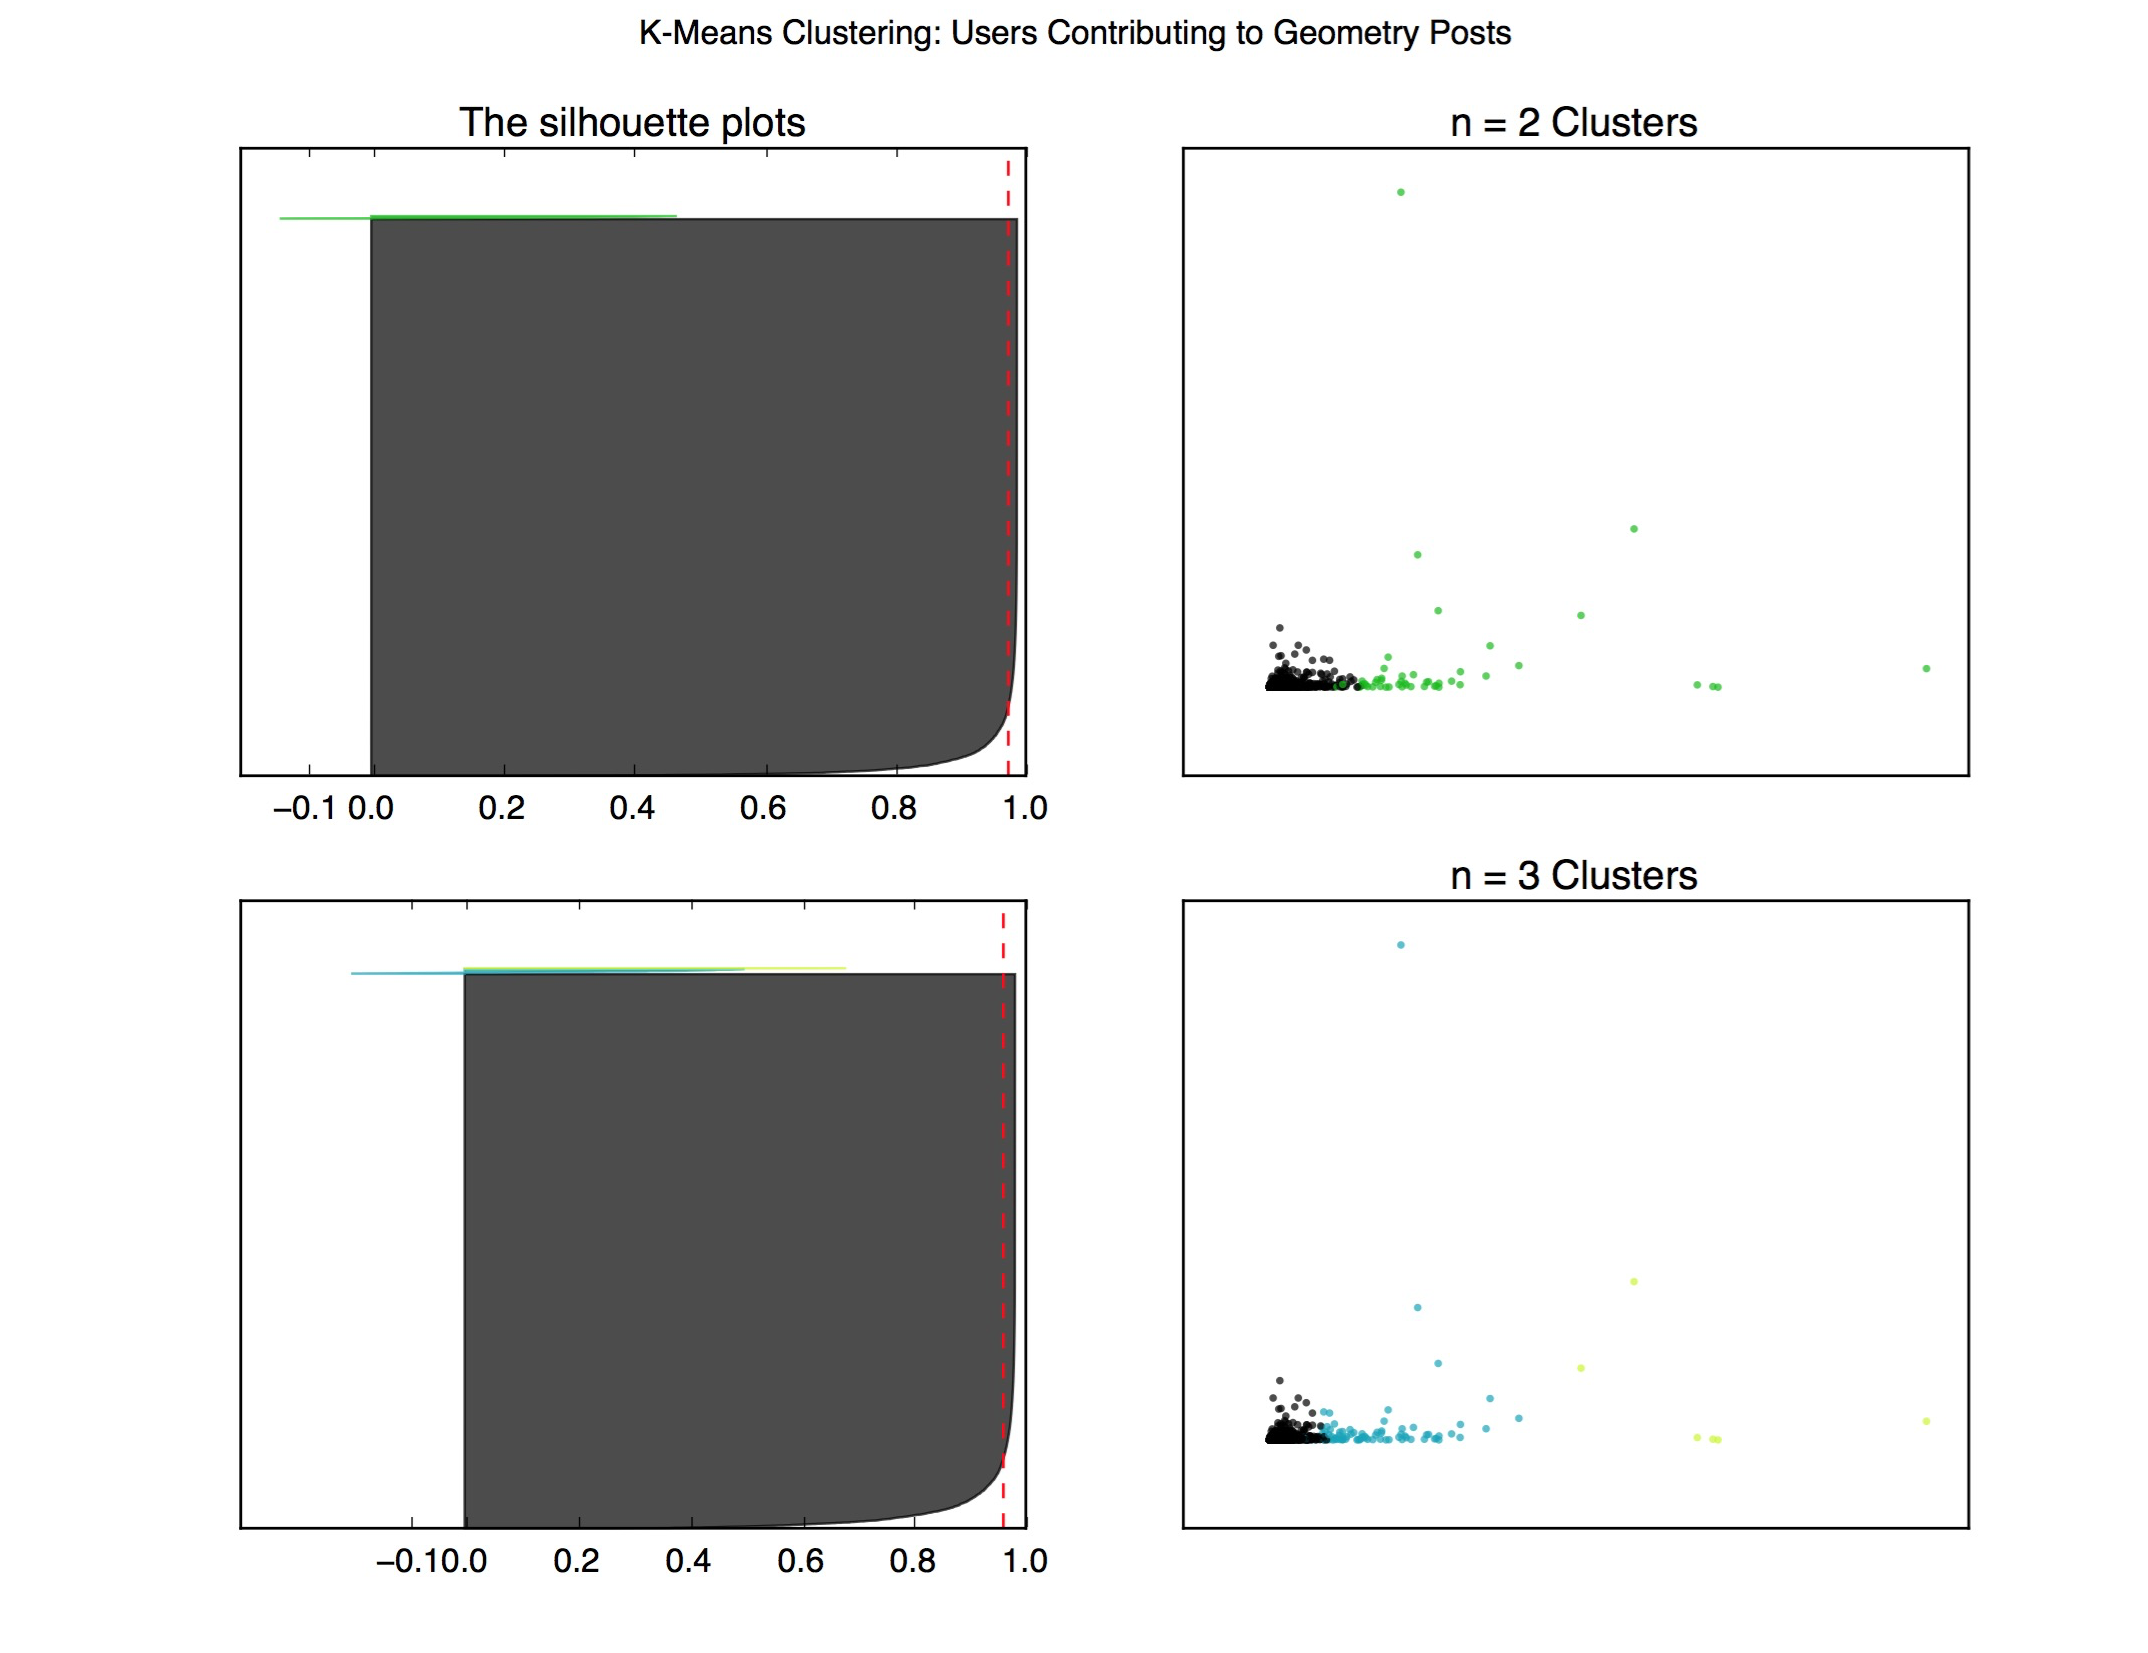 K-Means Clustering: Users Contributing to Geometry Posts
The silhouette plots
n = 2 Clusters
−0.1 0.0 0.2 0.4 0.6 0.8 1.0
n = 3 Clusters
−0.1 0.0 0.2 0.4 0.6 0.8 1.0